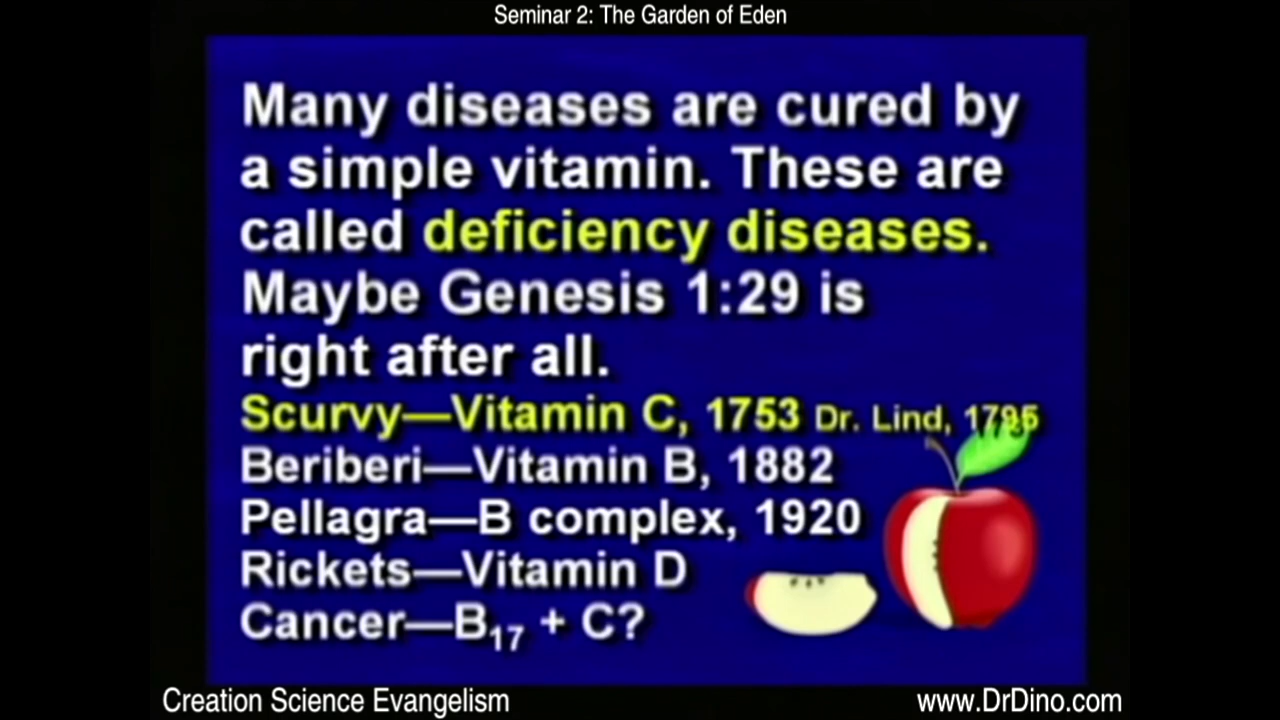 Seminar 2: The Garden of Eden
Many diseases are cured by
a simple vitamin. These are
called deficiency diseases.
Maybe Genesis 1:29 is
right after all.
Scurvy—Vitamin C, 1753 Dr. Lind, 1795
Beriberi—Vitamin B, 1882
Pellagra—B complex, 1920
Rickets—Vitamin D
Cancer—B₁₇ + C?
Creation Science Evangelism
www.DrDino.com